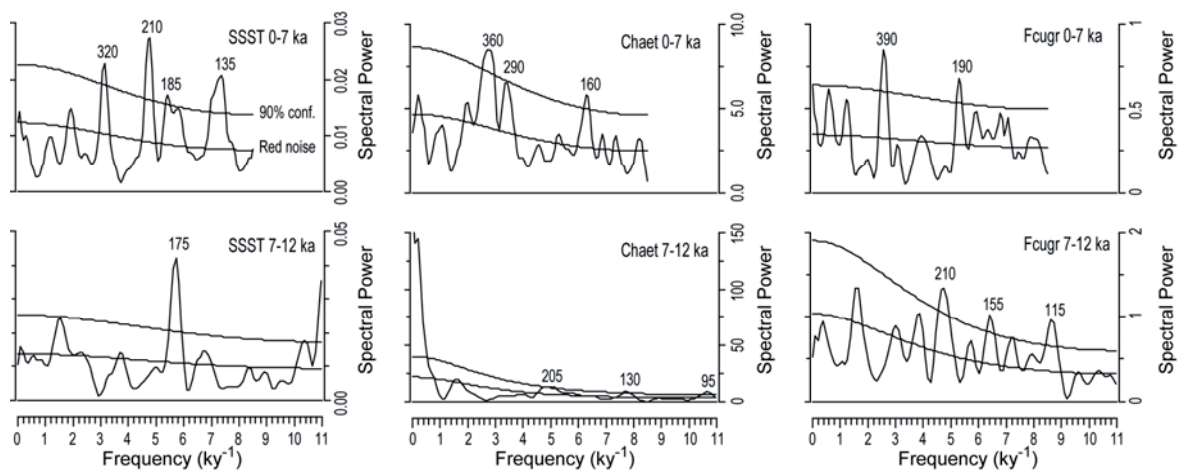 SSST 0-7 ka
320
210
185
135
90% conf.
Red noise
0.03
0.02
0.01
0.00
Spectral Power
Chaet 0-7 ka
360
290
160
10.0
5.0
0.0
Spectral Power
Fcugr 0-7 ka
390
190
1
0.5
0
Spectral Power
SSST 7-12 ka
175
0.05
0.00
Spectral Power
0 1 2 3 4 5 6 7 8 9 10 11
Frequency (ky-1)
Chaet 7-12 ka
205
130
95
150
100
50
0
Spectral Power
0 1 2 3 4 5 6 7 8 9 10 11
Frequency (ky-1)
Fcugr 7-12 ka
210
155
115
2
1
0
Spectral Power
0 1 2 3 4 5 6 7 8 9 10 11
Frequency (ky-1)